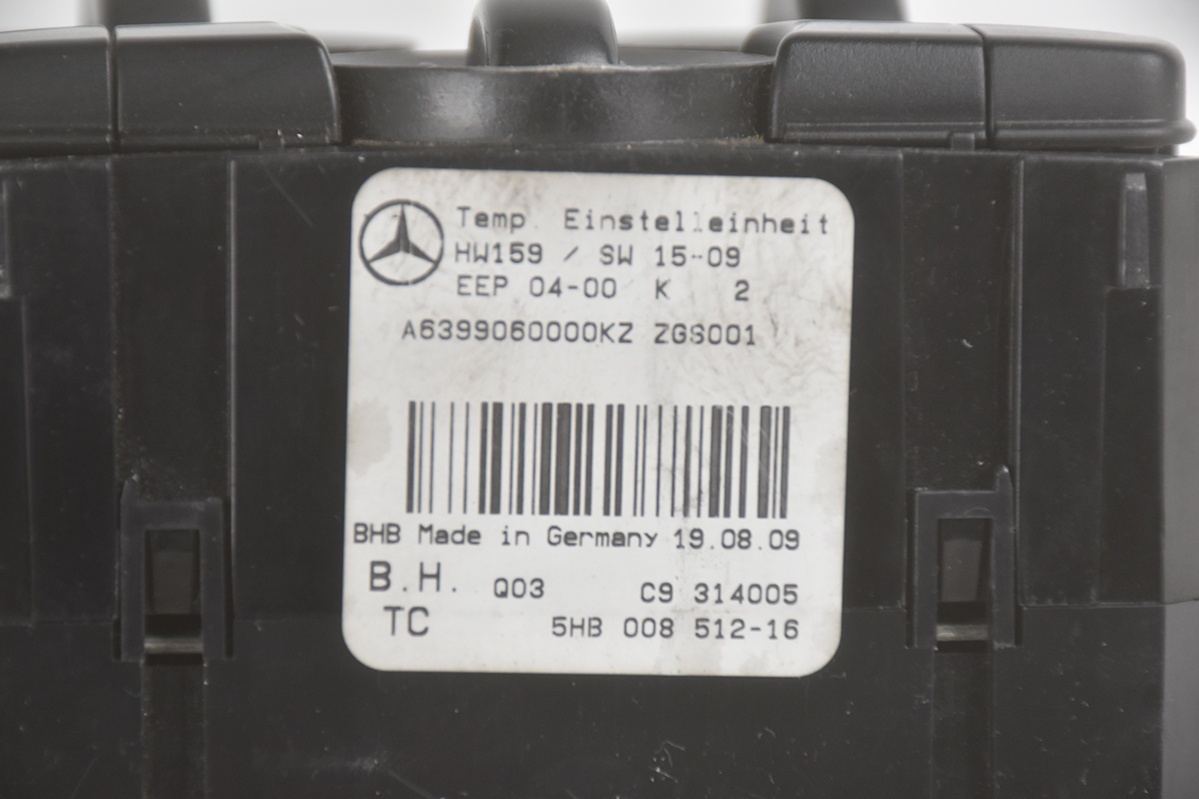 Temp. Einstelleinheit
HW159 / SW 15-09
EEP 04-00 K 2
A6399060000KZ ZGS001
BHB Made in Germany 19.08.09
B.H. Q03 C9 314005
TC 5HB 008 512-16